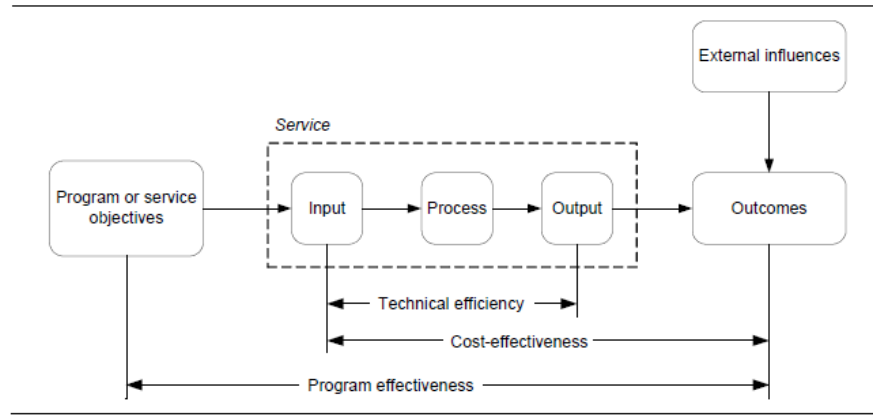 External influences
Service
Program or service
objectives
Input
Process
Output
Outcomes
Technical efficiency
Cost-effectiveness
Program effectiveness